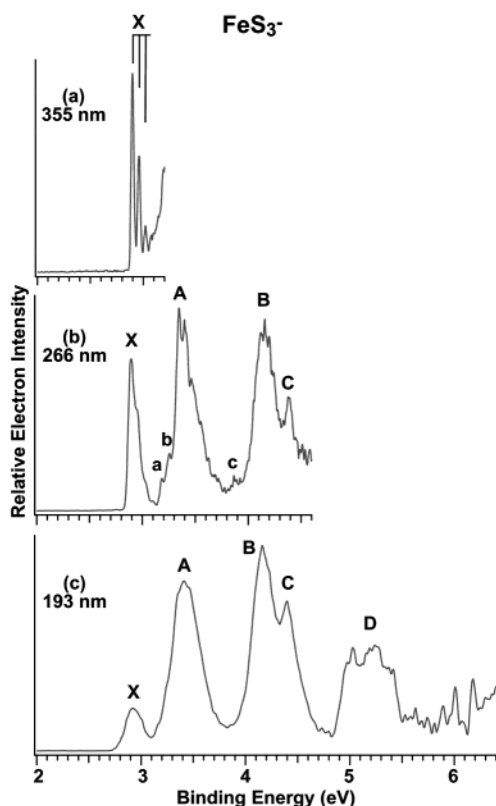 X
FeS3-
(a)
355 nm
A
B
(b)
266 nm
X
C
b
a
c
Relative Electron Intensity
(c)
193 nm
B
A
C
D
X
2 3 4 5 6
Binding Energy (eV)